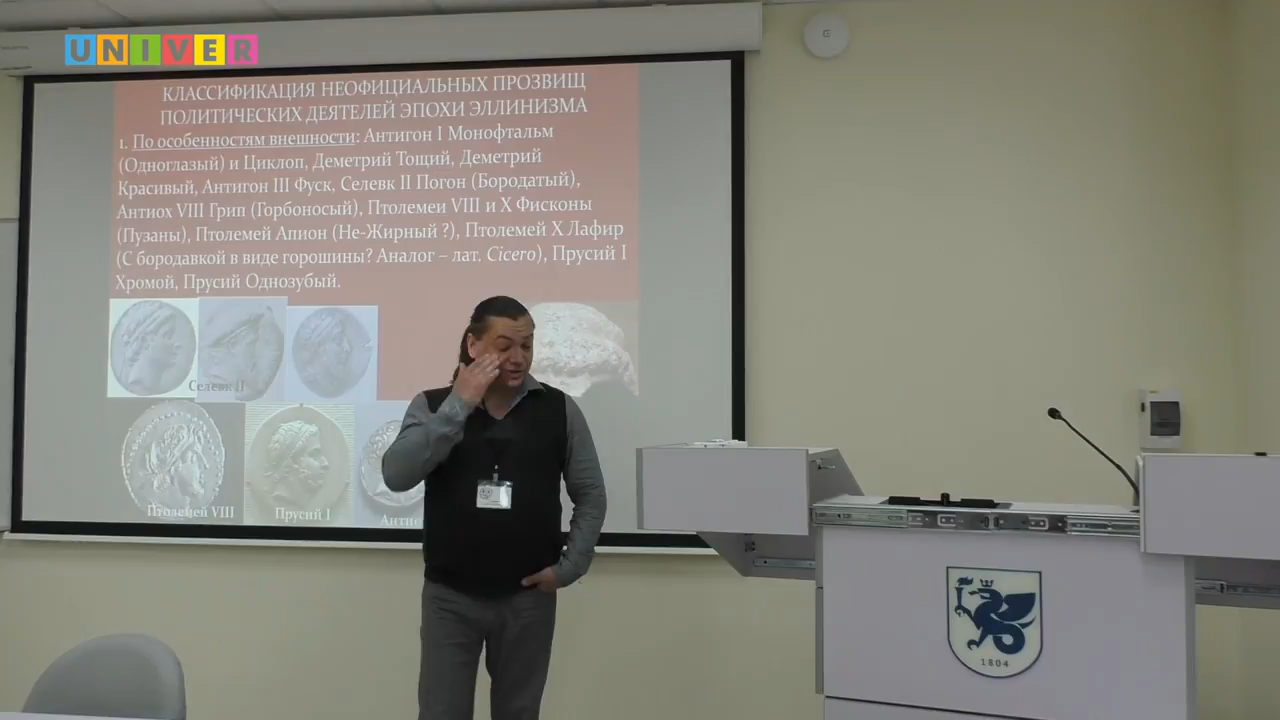 UNIVER
КЛАССИФИКАЦИЯ НЕОФИЦИАЛЬНЫХ ПРОЗВИЩ
ПОЛИТИЧЕСКИХ ДЕЯТЕЛЕЙ ЭПОХИ ЭЛЛИНИЗМА
1. По особенностям внешности: Антигон I Монофтальм
(Одноглазый) и Циклоп, Деметрий Тощий, Деметрий
Красивый, Антигон III Фуск, Селевк II Погон (Бородатый),
Антиох VIII Грип (Горбоносый), Птолемеи VIII и X Фисконы
(Пузаны), Птолемей Апион (Не-Жирный ?), Птолемей X Лафир
(С бородавкой в виде горошины? Аналог – лат. Cicero), Прусий I
Хромой, Прусий Однозубый.
Селевк II
Птолемей VIII
Прусий I
Антио
1804